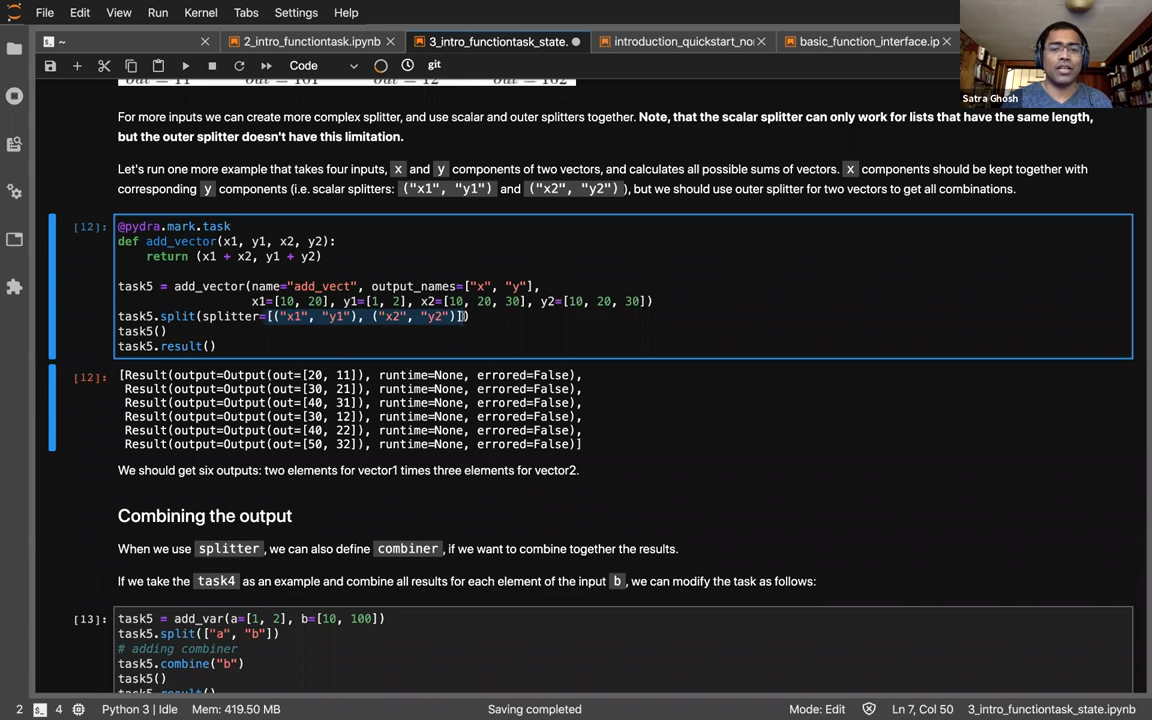 File Edit View Run Kernel Tabs Settings Help
~ 2_intro_functiontask.ipynb 3_intro_functiontask_state. introduction_quickstart_no basic_function_interface.ip
Code git
Satra Ghosh
For more inputs we can create more complex splitter, and use scalar and outer splitters together. Note, that the scalar splitter can only work for lists that have the same length,
but the outer splitter doesn't have this limitation.
Let's run one more example that takes four inputs, x and y components of two vectors, and calculates all possible sums of vectors. x components should be kept together with
corresponding y components (i.e. scalar splitters: ("x1", "y1") and ("x2", "y2") ), but we should use outer splitter for two vectors to get all combinations.
[12]: @pydra.mark.task
def add_vector(x1, y1, x2, y2):
return (x1 + x2, y1 + y2)
task5 = add_vector(name="add_vect", output_names=["x", "y"],
x1=[10, 20], y1=[1, 2], x2=[10, 20, 30], y2=[10, 20, 30])
task5.split(splitter=[("x1", "y1"), ("x2", "y2")])
task5()
task5.result()
[12]: [Result(output=Output(out=[20, 11]), runtime=None, errored=False),
Result(output=Output(out=[30, 21]), runtime=None, errored=False),
Result(output=Output(out=[40, 31]), runtime=None, errored=False),
Result(output=Output(out=[30, 12]), runtime=None, errored=False),
Result(output=Output(out=[40, 22]), runtime=None, errored=False),
Result(output=Output(out=[50, 32]), runtime=None, errored=False)]
We should get six outputs: two elements for vector1 times three elements for vector2.
Combining the output
When we use splitter, we can also define combiner, if we want to combine together the results.
If we take the task4 as an example and combine all results for each element of the input b, we can modify the task as follows:
[13]: task5 = add_var(a=[1, 2], b=[10, 100])
task5.split(["a", "b"])
# adding combiner
task5.combine("b")
task5()
task5.result()
2 4 Python 3 | Idle Mem: 419.50 MB Saving completed Mode: Edit Ln 7, Col 50 3_intro_functiontask_state.ipynb